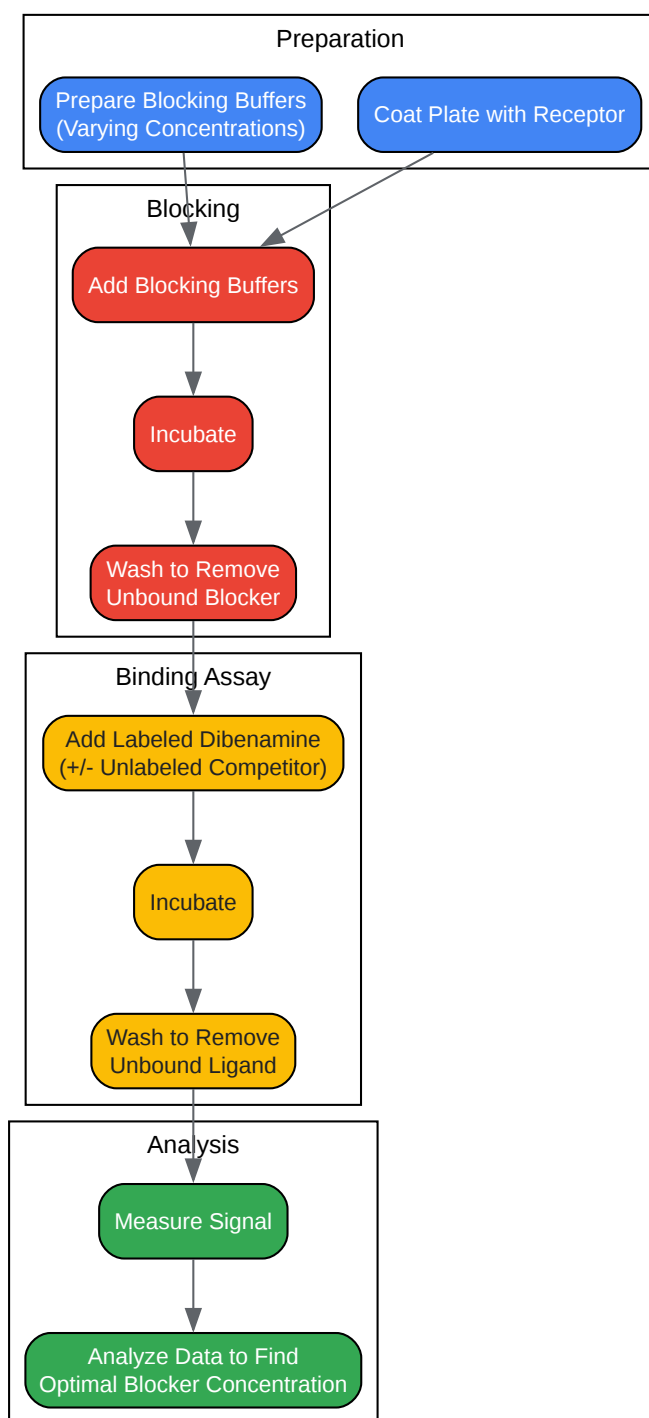 Preparation
Prepare Blocking Buffers
(Varying Concentrations)
Coat Plate with Receptor
Blocking
Add Blocking Buffers
Incubate
Wash to Remove
Unbound Blocker
Binding Assay
Add Labeled Dibenamine
(+/- Unlabeled Competitor)
Incubate
Wash to Remove
Unbound Ligand
Analysis
Measure Signal
Analyze Data to Find
Optimal Blocker Concentration